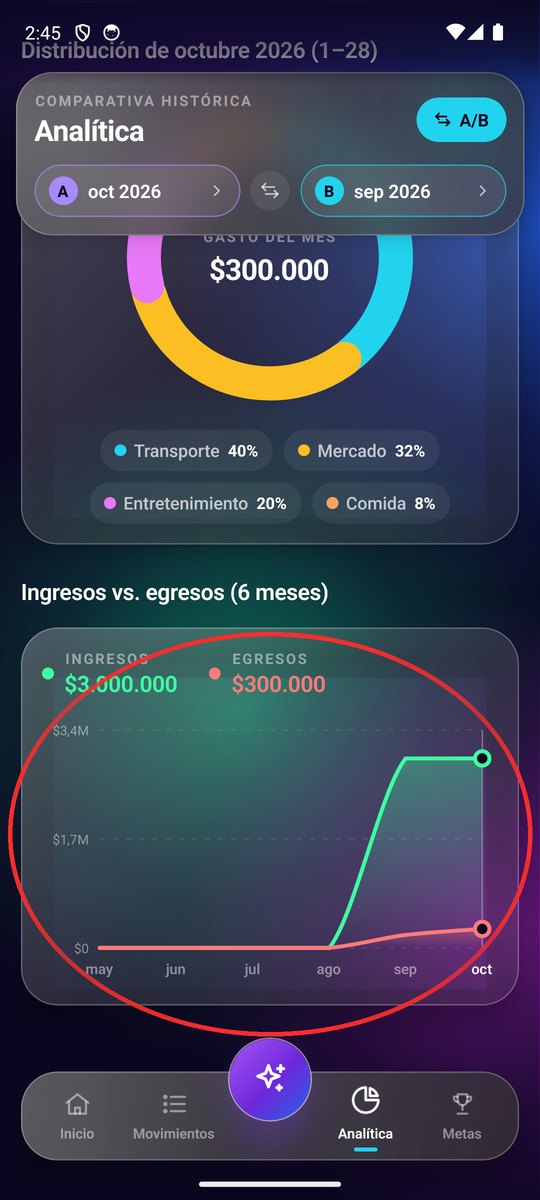 2:45
Distribución de octubre 2026 (1–28)
COMPARATIVA HISTÓRICA
Analítica
A/B
A oct 2026
B sep 2026
GASTO DEL MES
$300.000
Transporte 40%
Mercado 32%
Entretenimiento 20%
Comida 8%
Ingresos vs. egresos (6 meses)
INGRESOS
$3.000.000
EGRESOS
$300.000
$3,4M
$1,7M
$0
may jun jul ago sep oct
Inicio
Movimientos
Analítica
Metas